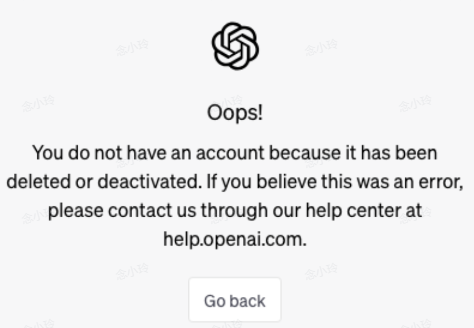 Oops!
You do not have an account because it has been
deleted or deactivated. If you believe this was an error,
please contact us through our help center at
help.openai.com.
Go back